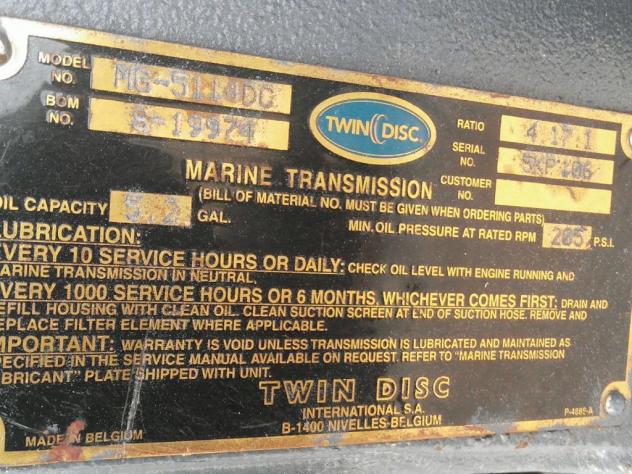 MODEL NO. MG-5114DC
BOM NO. S-19974
TWIN DISC.
RATIO 4.17.1
SERIAL NO.
CUSTOMER NO.
MARINE TRANSMISSION
(BILL OF MATERIAL NO. MUST BE GIVEN WHEN ORDERING PARTS)
OIL CAPACITY GAL.
MIN. OIL PRESSURE AT RATED RPM 285 P.S.I.
LUBRICATION:
EVERY 10 SERVICE HOURS OR DAILY: CHECK OIL LEVEL WITH ENGINE RUNNING AND
MARINE TRANSMISSION IN NEUTRAL.
EVERY 1000 SERVICE HOURS OR 6 MONTHS, WHICHEVER COMES FIRST: DRAIN AND
REFILL HOUSING WITH CLEAN OIL. CLEAN SUCTION SCREEN AT END OF SUCTION HOSE. REMOVE AND
REPLACE FILTER ELEMENT WHERE APPLICABLE.
IMPORTANT: WARRANTY IS VOID UNLESS TRANSMISSION IS LUBRICATED AND MAINTAINED AS
SPECIFIED IN THE SERVICE MANUAL AVAILABLE ON REQUEST. REFER TO "MARINE TRANSMISSION
LUBRICANT" PLATE SHIPPED WITH UNIT.
TWIN DISC
INTERNATIONAL S.A.
B-1400 NIVELLES-BELGIUM
MADE IN BELGIUM